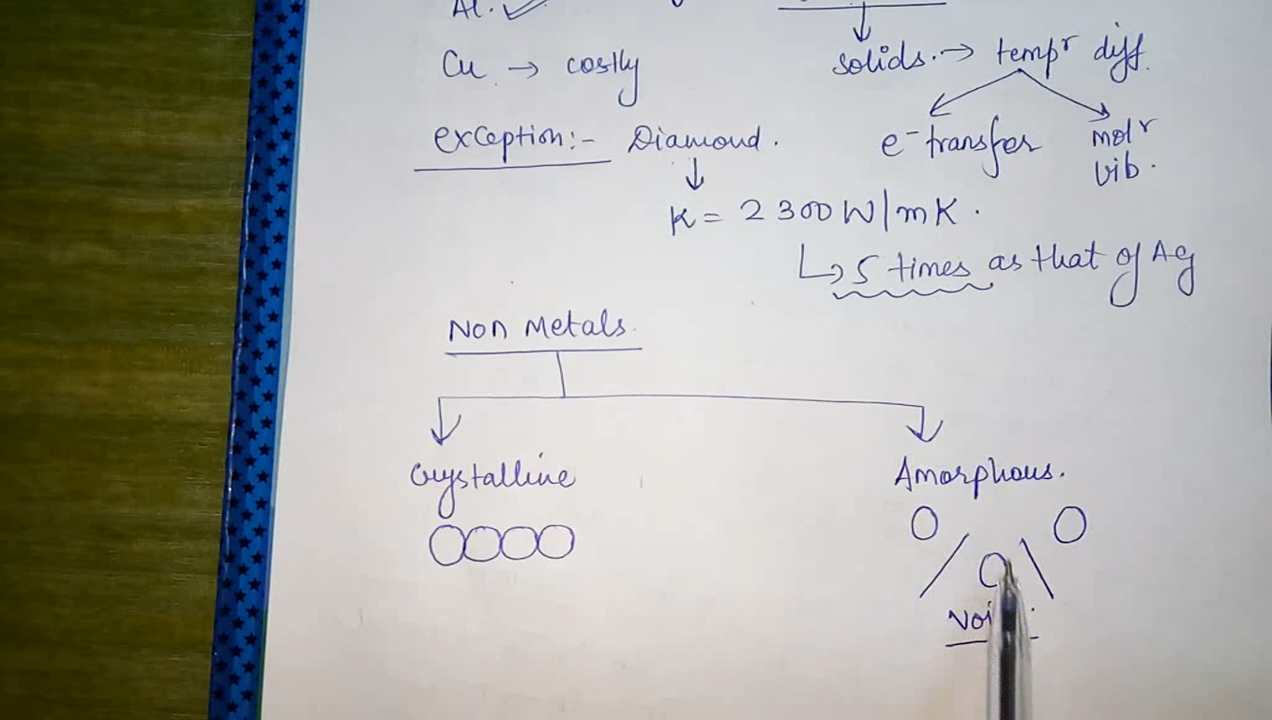 Al.
Cu → costly
solids. → tempr diff.
e⁻ transfer
molr
vib.
exception:- Diamond.
K = 2300 W/mK.
↳ 5 times as that of Ag
Non Metals.
Crystalline
Amorphous.